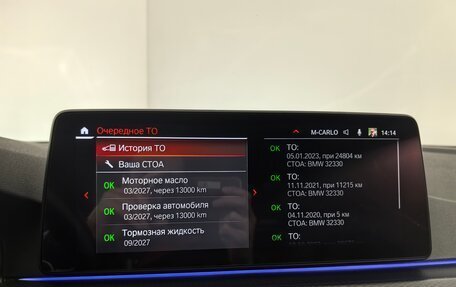 Очередное ТО
M-CARLO
14:14
История ТО
Ваша СТОА
OK Моторное масло
03/2027, через 13000 km
OK Проверка автомобиля
03/2027, через 13000 km
OK Тормозная жидкость
09/2027
OK ТО:
05.01.2023, при 24804 км
СТОА: BMW 32330
OK ТО:
11.11.2021, при 11215 км
СТОА: BMW 32330
OK ТО:
04.11.2020, при 5 км
СТОА: BMW 32330
OK ТО: